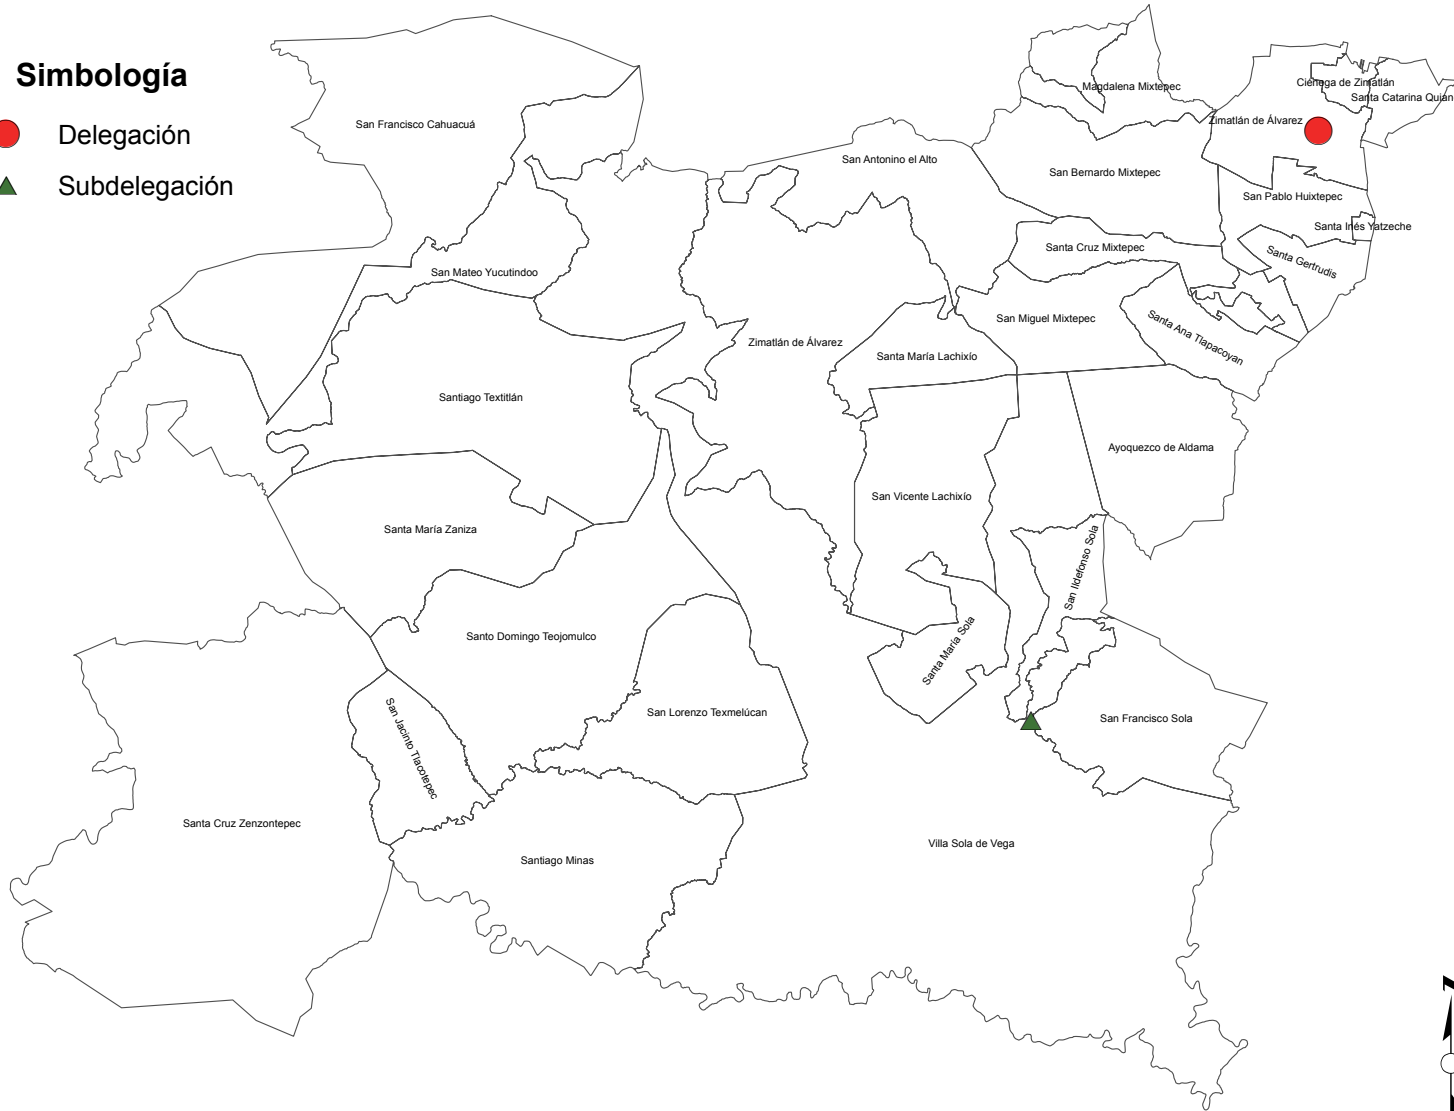 Simbología
Delegación
Subdelegación
San Francisco Cahuacuá
Magdalena Mixtepec
Ciénega de Zimatlán
Santa Catarina Quian
Zimatlán de Álvarez
San Antonino el Alto
San Bernardo Mixtepec
San Pablo Huixtepec
Santa Inés Yatzeche
Santa Cruz Mixtepec
Santa Gertrudis
San Mateo Yucutindoo
San Miguel Mixtepec
Santa Ana Tlapacoyan
Zimatlán de Álvarez
Santa María Lachixío
Santiago Textitlán
Ayoquezco de Aldama
San Vicente Lachixío
Santa María Zaniza
San Ildefonso Sola
Santo Domingo Teojomulco
Santa María Sola
San Lorenzo Texmelúcan
San Francisco Sola
San Jacinto Tlacotepec
Santa Cruz Zenzontepec
Villa Sola de Vega
Santiago Minas